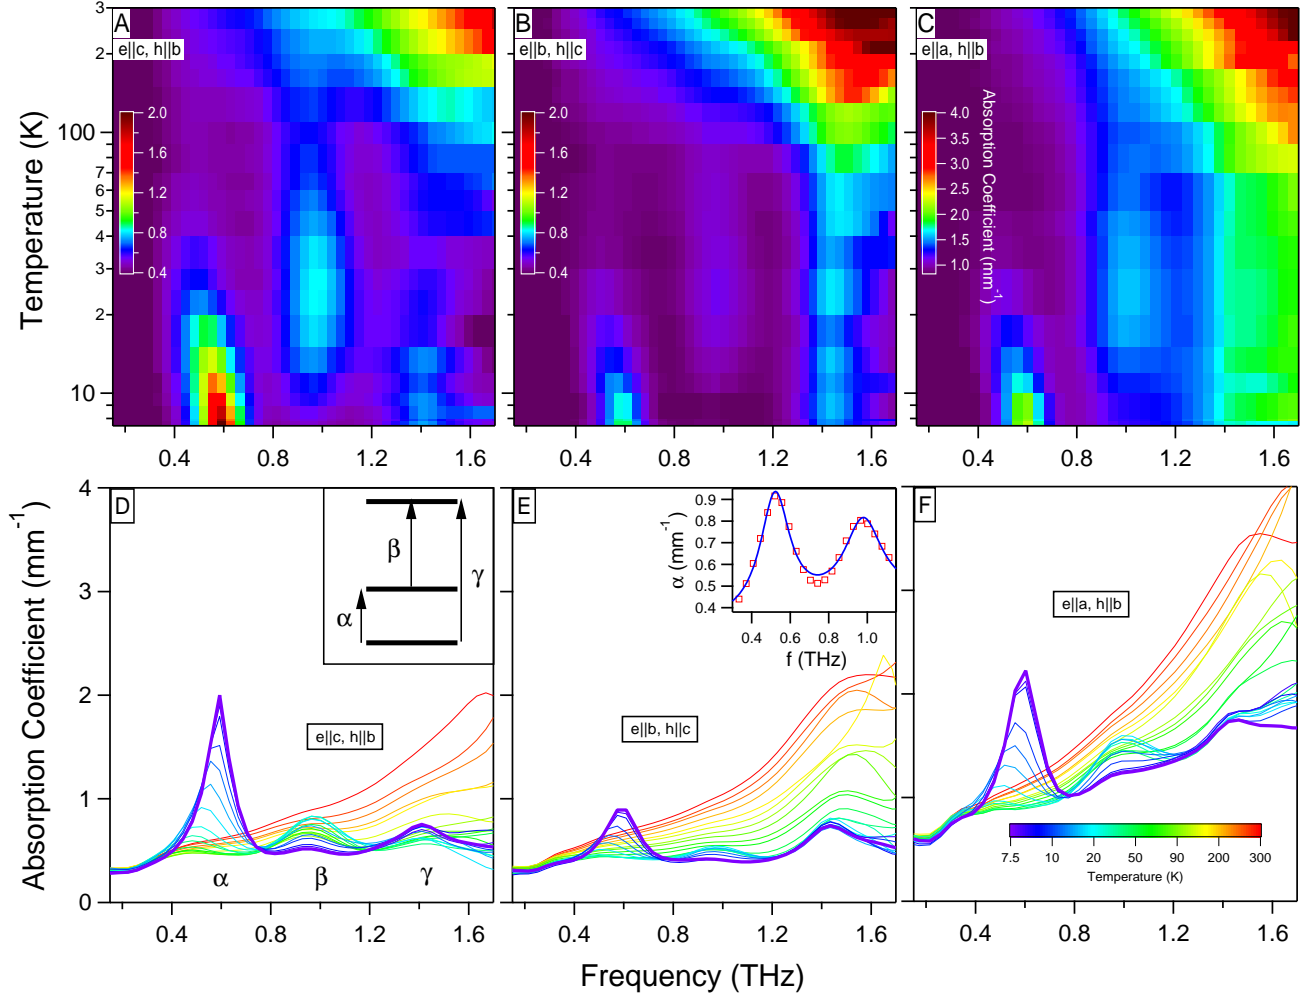 A
e||c, h||b
B
e||b, h||c
C
e||a, h||b
Temperature (K)
3
2
100
8
6
5
4
3
2
10
8
2.0
1.6
1.2
0.8
0.4
2.0
1.6
1.2
0.8
0.4
4.0
3.5
3.0
2.5
2.0
1.5
1.0
Absorption Coefficient (mm-1)
0.4 0.8 1.2 1.6
0.4 0.8 1.2 1.6
0.4 0.8 1.2 1.6
Absorption Coefficient (mm-1)
4
3
2
1
0
D
β
γ
α
e||c, h||b
α β γ
E
0.9
0.8
0.7
0.6
0.5
0.4
α (mm-1)
0.4 0.6 0.8 1.0
f (THz)
e||b, h||c
F
e||a, h||b
7.5 10 20 50 90 200 300
Temperature (K)
0.4 0.8 1.2 1.6
0.4 0.8 1.2 1.6
0.4 0.8 1.2 1.6
Frequency (THz)